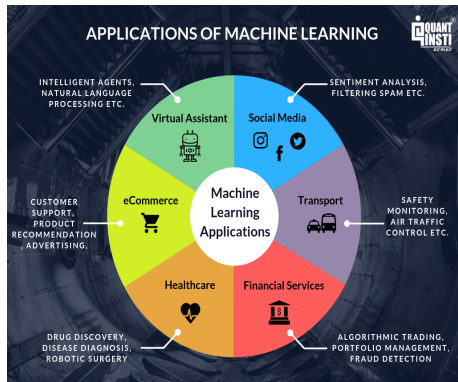 APPLICATIONS OF MACHINE LEARNING
QUANT
INSTI
INTELLIGENT AGENTS,
NATURAL LANGUAGE
PROCESSING ETC.
SENTIMENT ANALYSIS,
FILTERING SPAM ETC.
Virtual Assistant
Social Media
CUSTOMER
SUPPORT,
PRODUCT
RECOMMENDATION
, ADVERTISING,
eCommerce
Machine
Learning
Applications
Transport
SAFETY
MONITORING,
AIR TRAFFIC
CONTROL ETC.
Healthcare
Financial Services
DRUG DISCOVERY,
DISEASE DIAGNOSIS,
ROBOTIC SURGERY
ALGORITHMIC TRADING,
PORTFOLIO MANAGEMENT,
FRAUD DETECTION